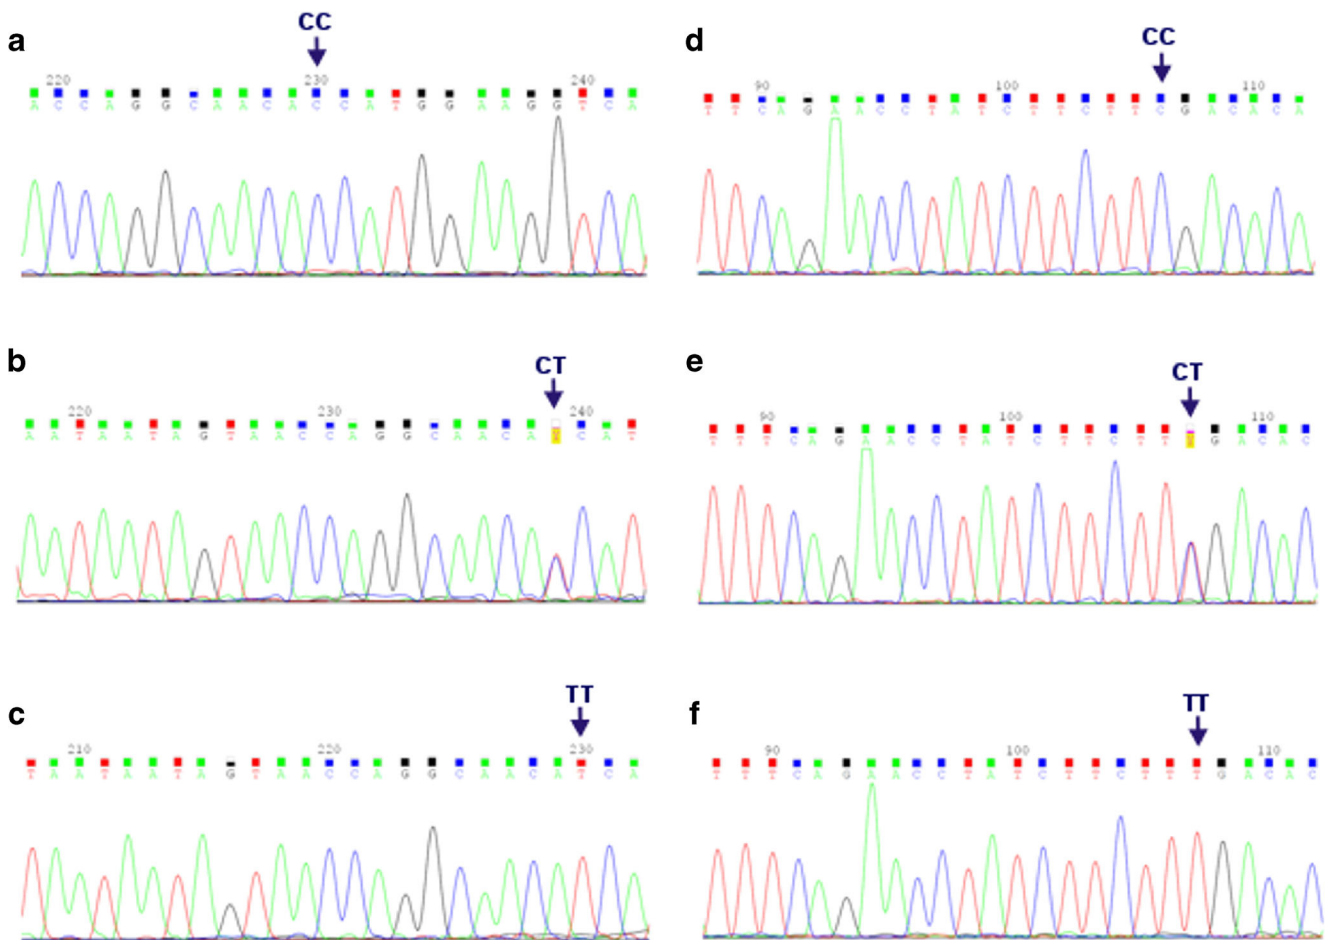 a
CC
220 230 240
A C C A G G C A A C A C C A T G G A A G G T C A
d
CC
90 100 110
T T C A G A A C C T A T C T T C T T C G A C A C A
b
CT
220 230 240
A A T A A T A G T A A C C A G G C A A C A Y C A T
e
CT
90 100 110
T T T C A G A A C C T A T C T T C T T Y G A C A C
c
TT
210 220 230
T A A T A A T A G T A A C C A G G C A A C A T C A
f
TT
90 100 110
T T T C A G A A C C T A T C T T C T T T G A C A C